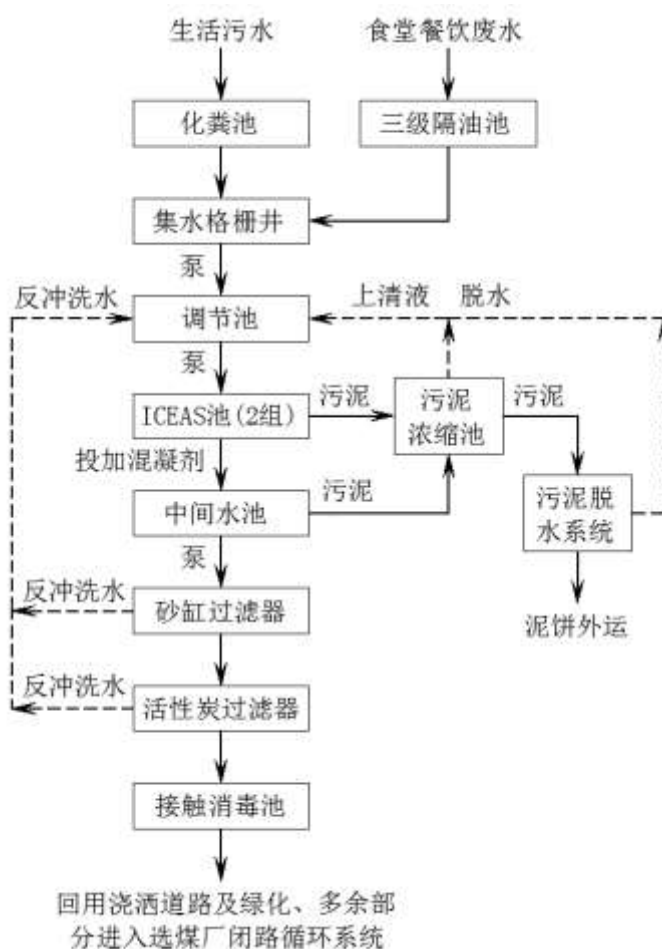 生活污水
食堂餐饮废水
化粪池
三级隔油池
集水格栅井
泵
反冲洗水
上清液
脱水
调节池
泵
污泥
污泥
ICEAS池(2组)
污泥
浓缩池
投加混凝剂
污泥
中间水池
污泥脱
水系统
泵
反冲洗水
砂缸过滤器
泥饼外运
反冲洗水
活性炭过滤器
接触消毒池
回用浇洒道路及绿化、多余部
分进入选煤厂闭路循环系统